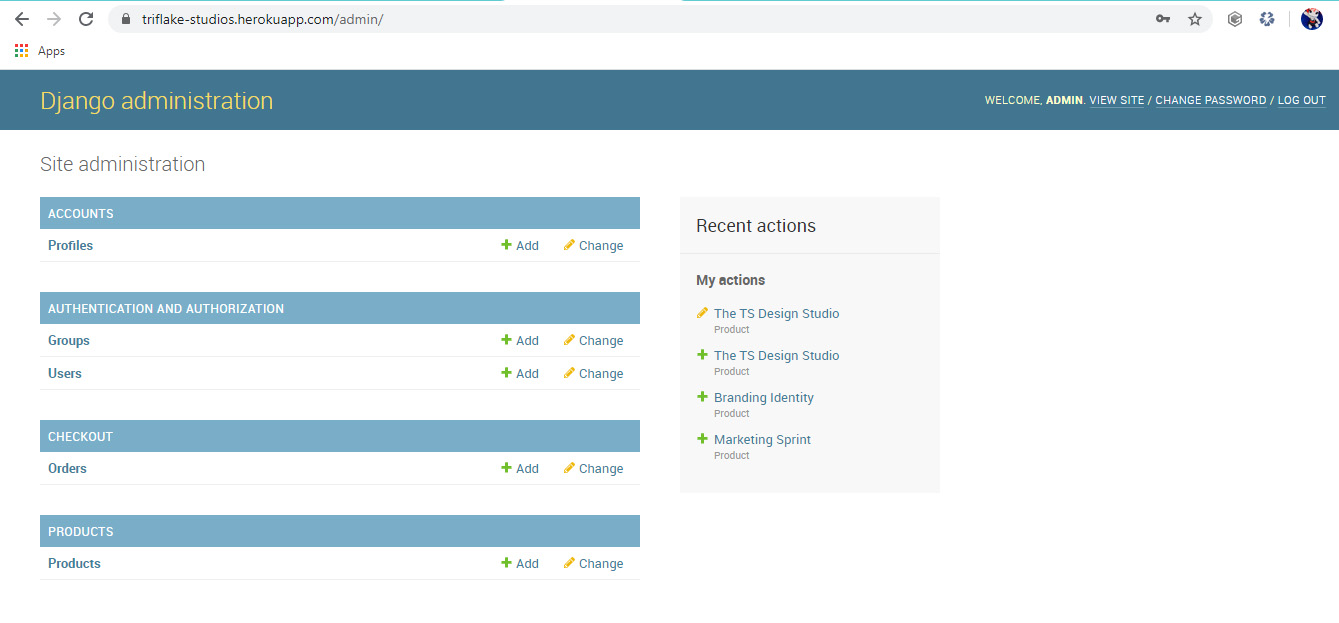 triflake-studios.herokuapp.com/admin/
Apps
Django administration
WELCOME, ADMIN. VIEW SITE / CHANGE PASSWORD / LOG OUT
Site administration
ACCOUNTS
Profiles Add Change
AUTHENTICATION AND AUTHORIZATION
Groups Add Change
Users Add Change
CHECKOUT
Orders Add Change
PRODUCTS
Products Add Change
Recent actions
My actions
The TS Design Studio
Product
The TS Design Studio
Product
Branding Identity
Product
Marketing Sprint
Product